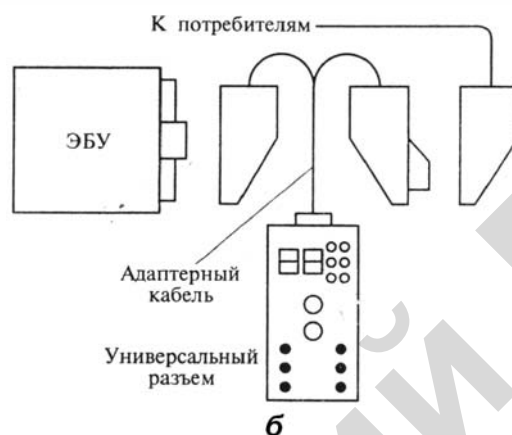 К потребителям
ЭБУ
Адаптерный
кабель
Универсальный
разъем
б